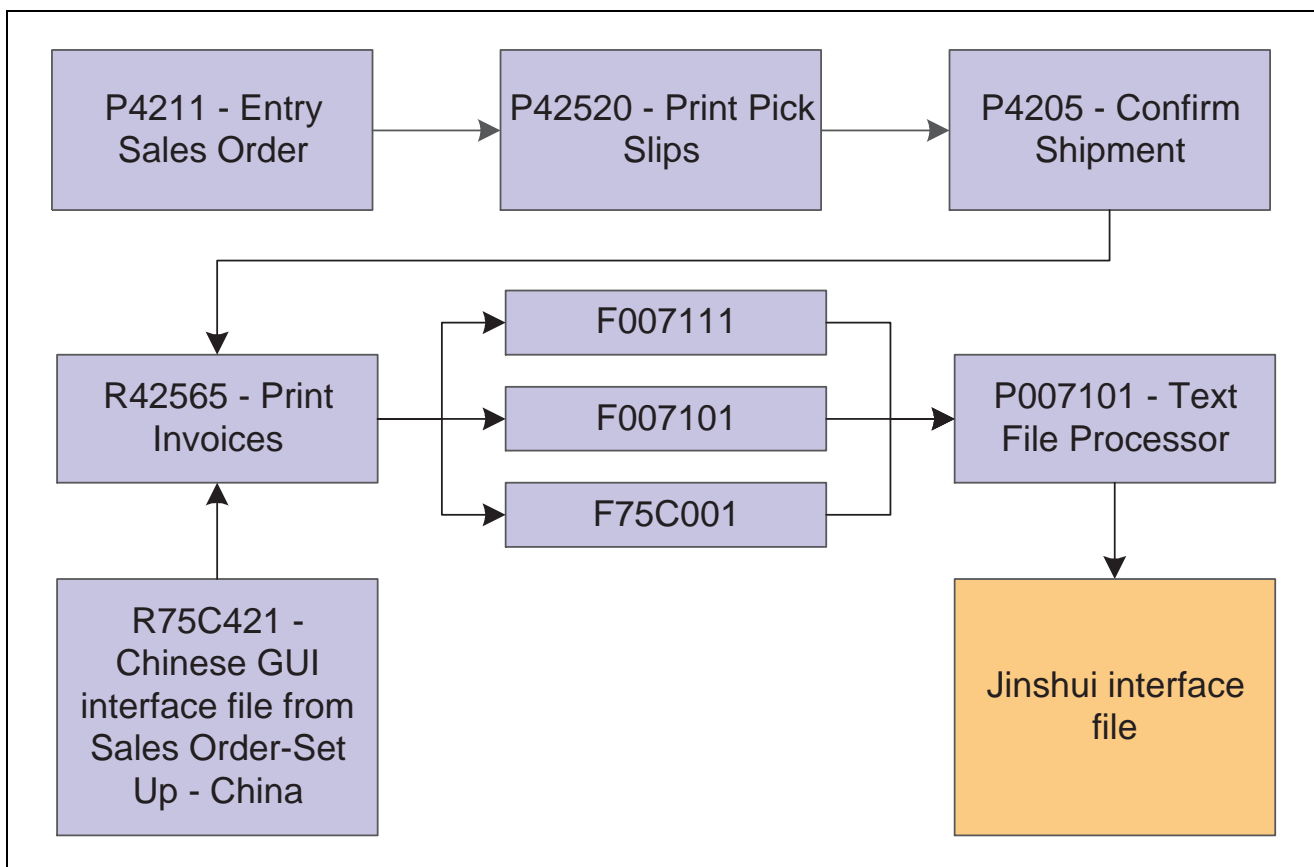 P4211 - Entry
Sales Order
P42520 - Print Pick
Slips
P4205 - Confirm
Shipment
R42565 - Print
Invoices
F007111
F007101
F75C001
P007101 - Text
File Processor
R75C421 -
Chinese GUI
interface file from
Sales Order-Set
Up - China
Jinshui interface
file